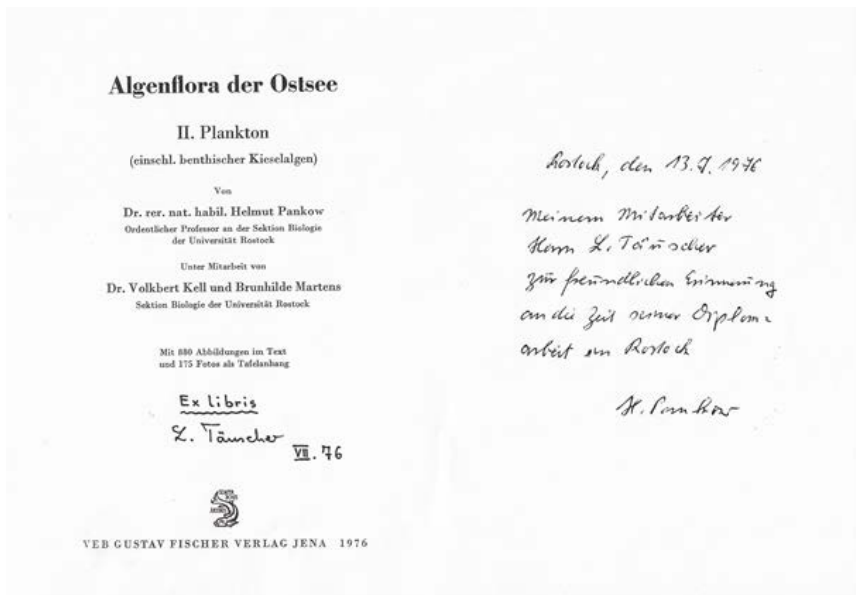 Algenflora der Ostsee
II. Plankton
(einschl. benthischer Kieselalgen)
Von
Dr. rer. nat. habil. Helmut Pankow
Ordentlicher Professor an der Sektion Biologie
der Universität Rostock
Unter Mitarbeit von
Dr. Volkbert Kell und Brunhilde Martens
Sektion Biologie der Universität Rostock
Mit 880 Abbildungen im Text
und 175 Fotos als Tafelanhang
Ex libris
L. Täuscher
VII. 76
VEB GUSTAV FISCHER VERLAG JENA 1976
Rostock, den 13.7.1976
Meinem Mitarbeiter
Herrn L. Täuscher
zur freundlichen Erinnerung
an die Zeit seiner Diplom-
arbeit in Rostock
H. Pankow